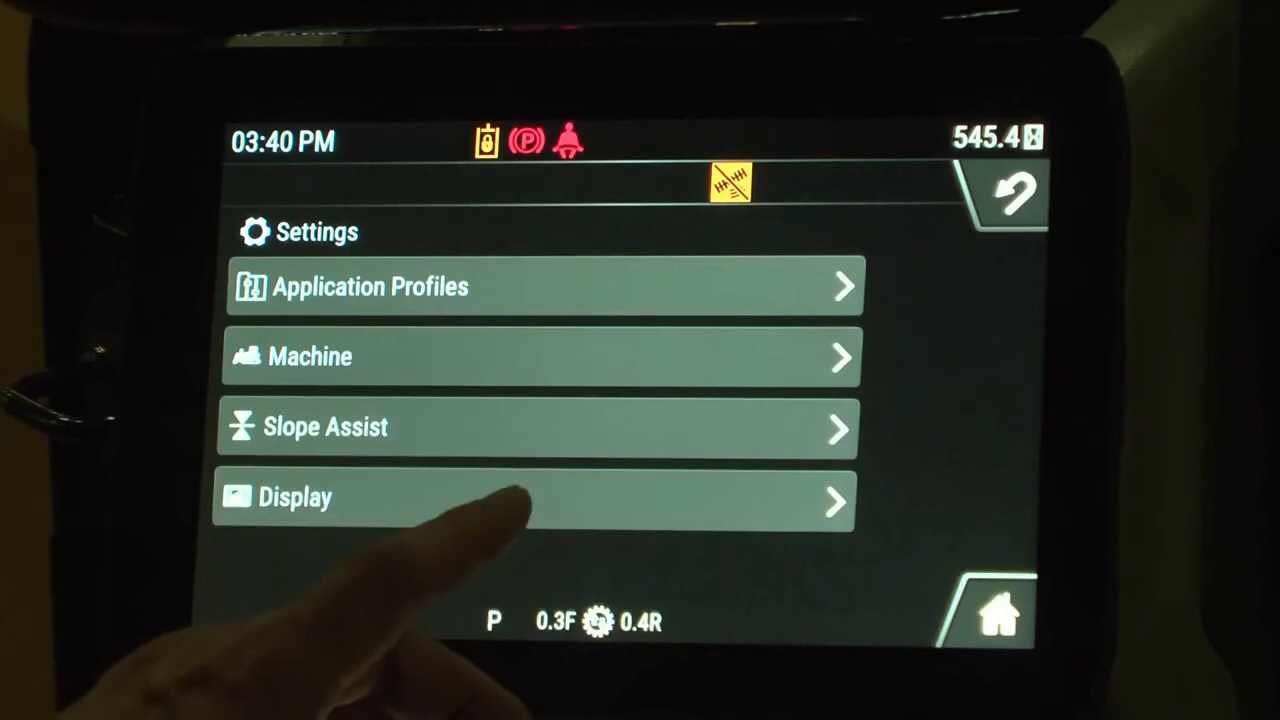 03:40 PM P 545.4
Settings
Application Profiles
Machine
Slope Assist
Display
P 0.3F 0.4R